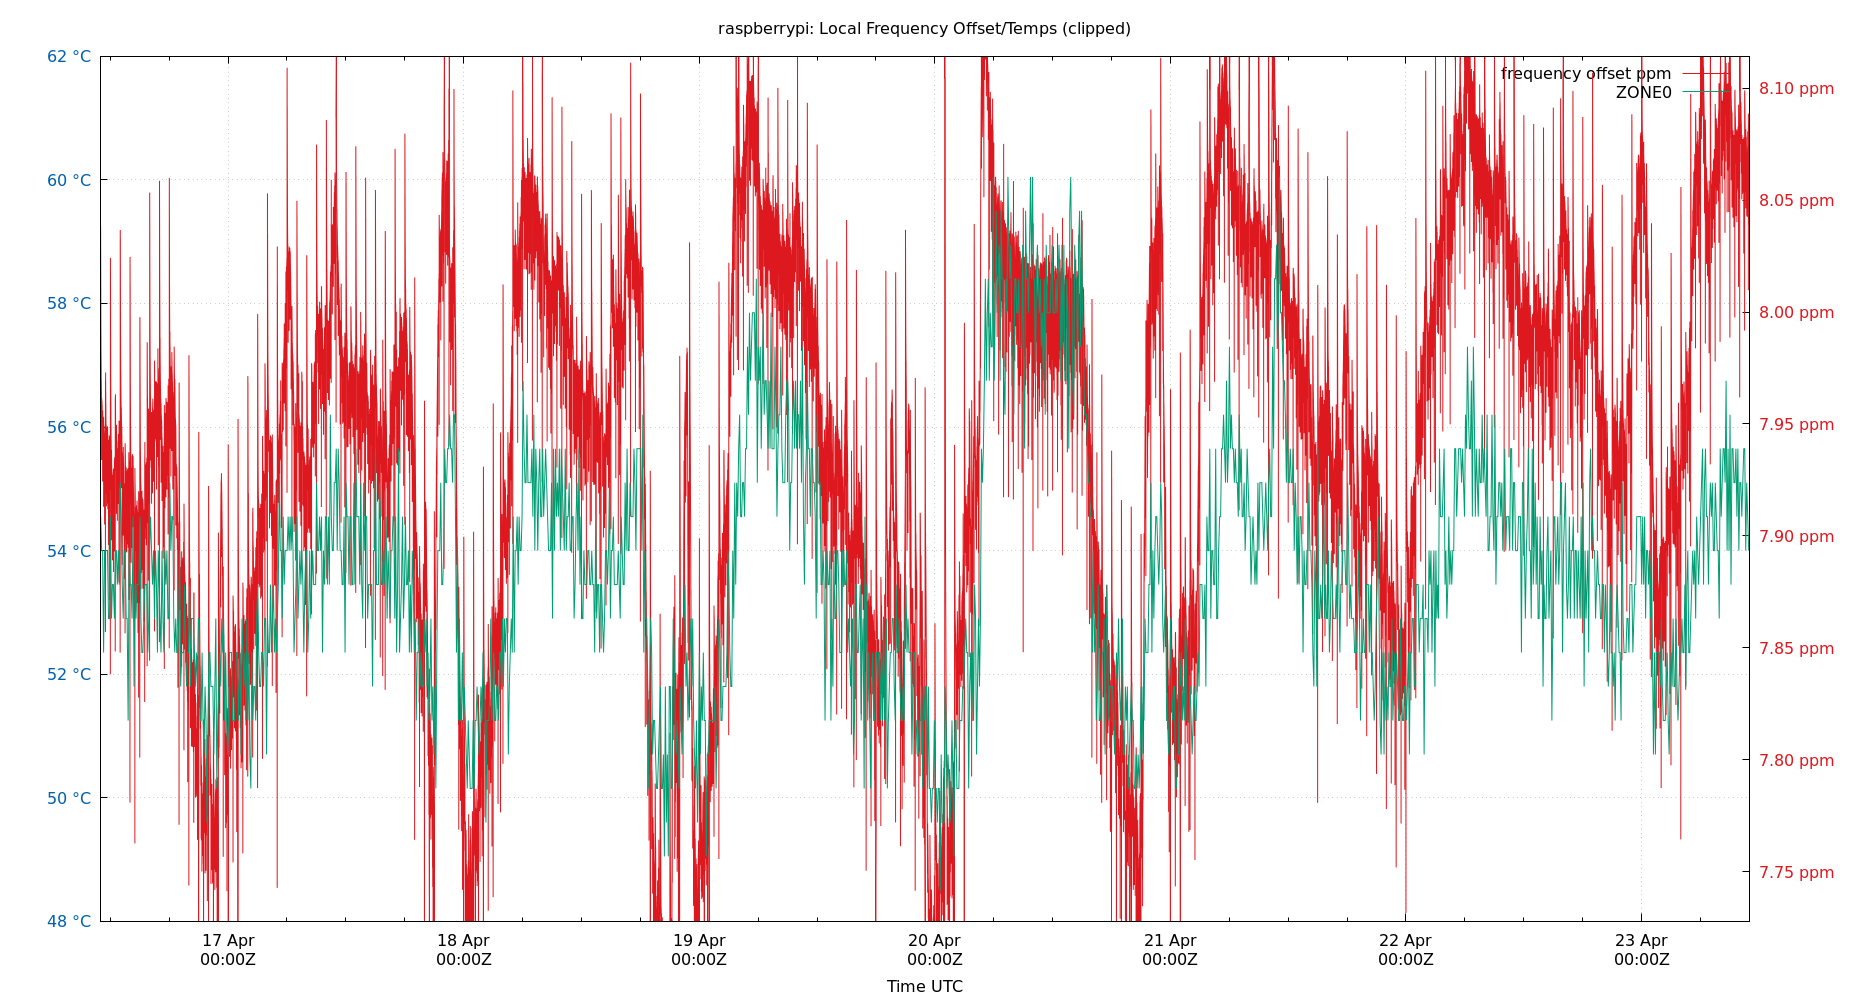 raspberrypi: Local Frequency Offset/Temps (clipped)
62 °C
60 °C
58 °C
56 °C
54 °C
52 °C
50 °C
48 °C
frequency offset ppm
ZONE0
8.10 ppm
8.05 ppm
8.00 ppm
7.95 ppm
7.90 ppm
7.85 ppm
7.80 ppm
7.75 ppm
17 Apr
00:00Z
18 Apr
00:00Z
19 Apr
00:00Z
20 Apr
00:00Z
21 Apr
00:00Z
22 Apr
00:00Z
23 Apr
00:00Z
Time UTC